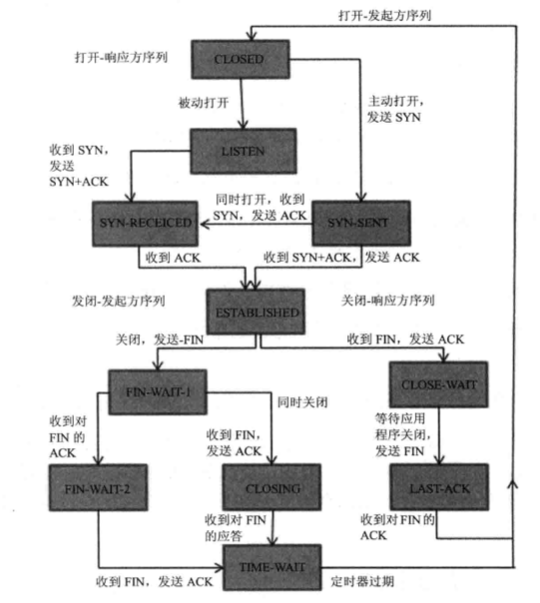 打开-发起方序列
打开-响应方序列
CLOSED
被动打开
主动打开，
发送 SYN
收到 SYN，
发送
SYN+ACK
LISTEN
同时打开，收到
SYN，发送 ACK
SYN-RECEICED
SYN-SENT
收到 ACK
收到 SYN+ACK，发送 ACK
发闭-发起方序列
关闭-响应方序列
ESTABLISHED
关闭，发送-FIN
收到 FIN，发送 ACK
FIN-WAIT-1
CLOSE-WAIT
同时关闭
收到对
FIN 的
ACK
收到 FIN，
发送 ACK
等待应用
程序关闭，
发送 FIN
FIN-WAIT-2
CLOSING
LAST-ACK
收到对 FIN
的应答
收到对 FIN 的
ACK
TIME-WAIT
收到 FIN，发送 ACK
定时器过期